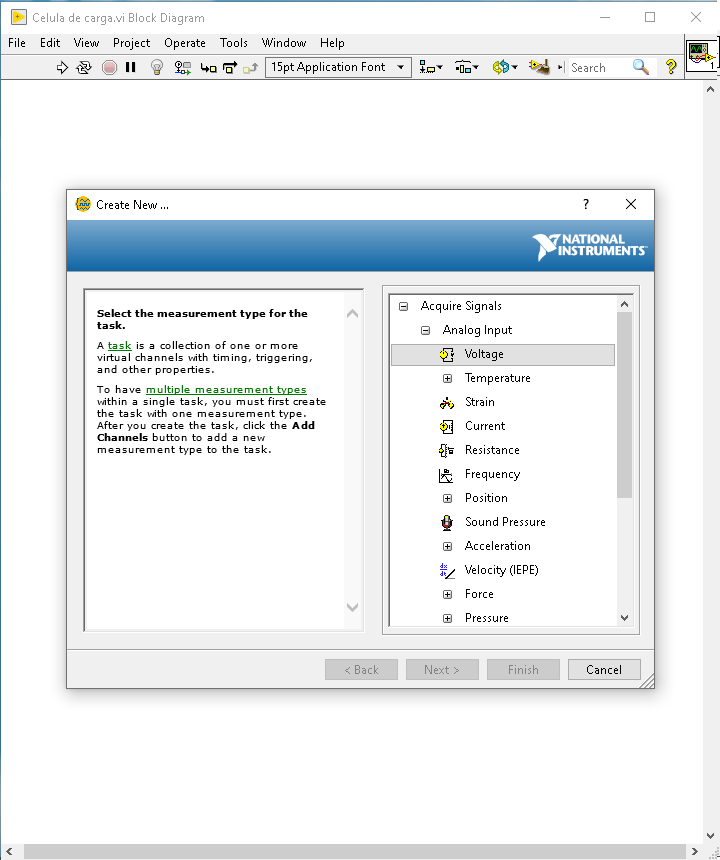 Celula de carga.vi Block Diagram
File Edit View Project Operate Tools Window Help
15pt Application Font
Search
?
1
Create New ...
?
NATIONAL
INSTRUMENTS
Select the measurement type for the
task.
A task is a collection of one or more
virtual channels with timing, triggering,
and other properties.
To have multiple measurement types
within a single task, you must first create
the task with one measurement type.
After you create the task, click the Add
Channels button to add a new
measurement type to the task.
Acquire Signals
Analog Input
Voltage
Temperature
Strain
Current
Resistance
Frequency
Position
Sound Pressure
Acceleration
Velocity (IEPE)
Force
Pressure
< Back
Next >
Finish
Cancel